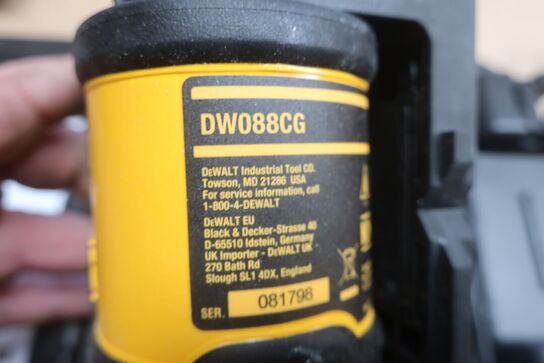 DW088CG
DEWALT Industrial Tool CO.
Towson, MD 21286 USA
For service information, call
1-800-4-DEWALT
DEWALT EU
Black & Decker-Strasse 40
D-65510 Idstein, Germany
UK Importer - DEWALT UK
270 Bath Rd
Slough SL1 4DX, England
SER. 081798